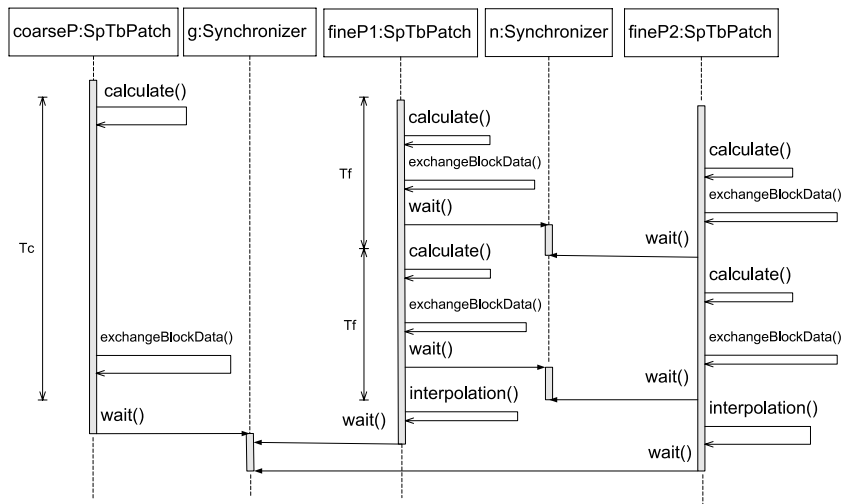 coarseP:SpTbPatch
g:Synchronizer
fineP1:SpTbPatch
n:Synchronizer
fineP2:SpTbPatch
calculate()
calculate()
calculate()
exchangeBlockData()
Tf
exchangeBlockData()
wait()
wait()
Tc
calculate()
calculate()
Tf
exchangeBlockData()
exchangeBlockData()
exchangeBlockData()
wait()
wait()
interpolation()
interpolation()
wait()
wait()
wait()